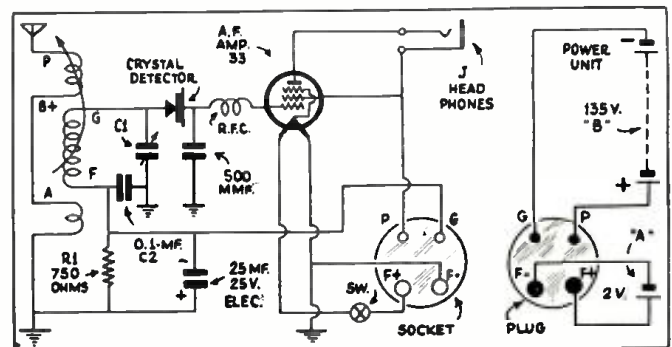 P
B+
G
A
F
CRYSTAL
DETECTOR
C1
R.F.C.
500
MMF.
0.1-MF.
C2
R1
750
OHMS
-
25 MF.
25 V.
ELEC.
+
A.F.
AMP.
33
J
HEAD
PHONES
P
G
F+
F-
SW.
SOCKET
-
POWER
UNIT
135 V.
"B"
+
G
P
F-
F+
"A"
2 V.
PLUG